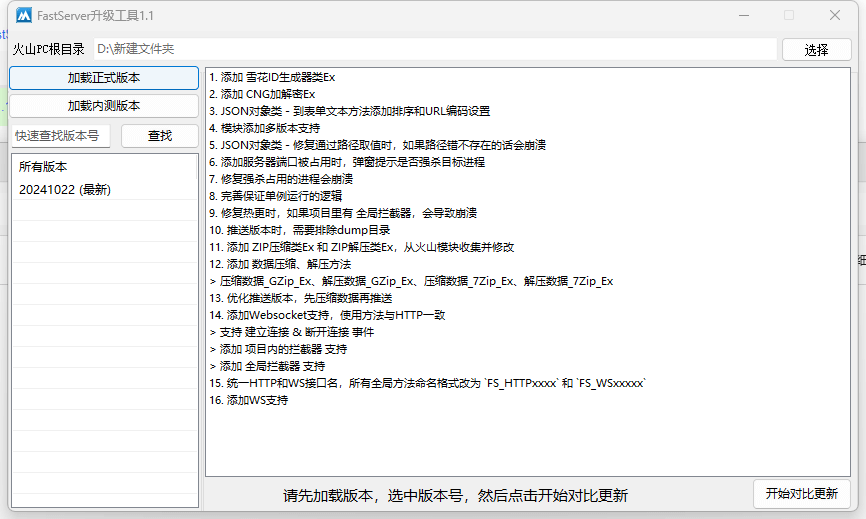 FastServer升级工具1.1
火山PC根目录
D:\新建文件夹
选择
加载正式版本
加载内测版本
快速查找版本号
查找
所有版本
20241022 (最新)
1. 添加 雪花ID生成器类Ex
2. 添加 CNG加解密Ex
3. JSON对象类 - 到表单文本方法添加排序和URL编码设置
4. 模块添加多版本支持
5. JSON对象类 - 修复通过路径取值时，如果路径错不存在的话会崩溃
6. 添加服务器端口被占用时，弹窗提示是否强杀目标进程
7. 修复强杀占用的进程会崩溃
8. 完善保证单例运行的逻辑
9. 修复热更时，如果项目里有 全局拦截器，会导致崩溃
10. 推送版本时，需要排除dump目录
11. 添加 ZIP压缩类Ex 和 ZIP解压类Ex，从火山模块收集并修改
12. 添加 数据压缩、解压方法
> 压缩数据_GZip_Ex、解压数据_GZip_Ex、压缩数据_7Zip_Ex、解压数据_7Zip_Ex
13. 优化推送版本，先压缩数据再推送
14. 添加Websocket支持，使用方法与HTTP一致
> 支持 建立连接 & 断开连接 事件
> 添加 项目内的拦截器 支持
> 添加 全局拦截器 支持
15. 统一HTTP和WS接口名，所有全局方法命名格式改为 `FS_HTTPxxxx` 和 `FS_WSxxxxx`
16. 添加WS支持
请先加载版本，选中版本号，然后点击开始对比更新
开始对比更新